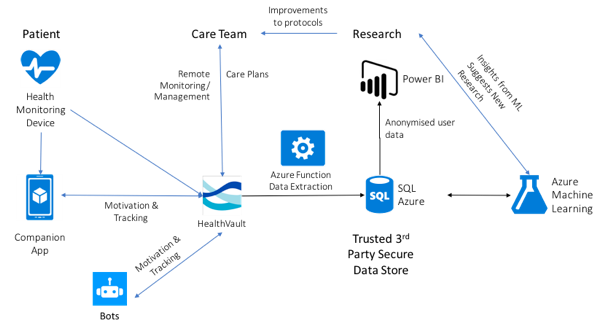 Improvements
to protocols
Patient
Care Team
Research
Remote
Monitoring/
Management
Care Plans
Power BI
Insights from ML
Suggests New
Research
Health
Monitoring
Device
Anonymised user
data
Azure Function
Data Extraction
SQL
SQL
Azure
Azure
Machine
Learning
Motivation &
Tracking
HealthVault
Companion
App
Trusted 3rd
Party Secure
Data Store
Motivation &
Tracking
Bots